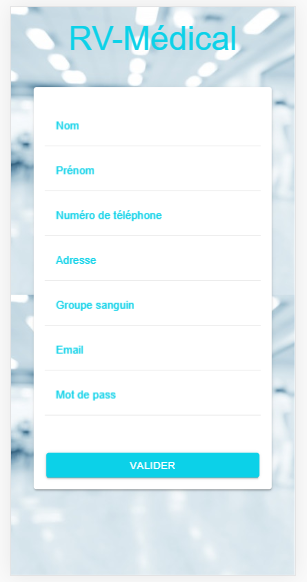 RV-Médical
Nom
Prénom
Numéro de téléphone
Adresse
Groupe sanguin
Email
Mot de pass
VALIDER